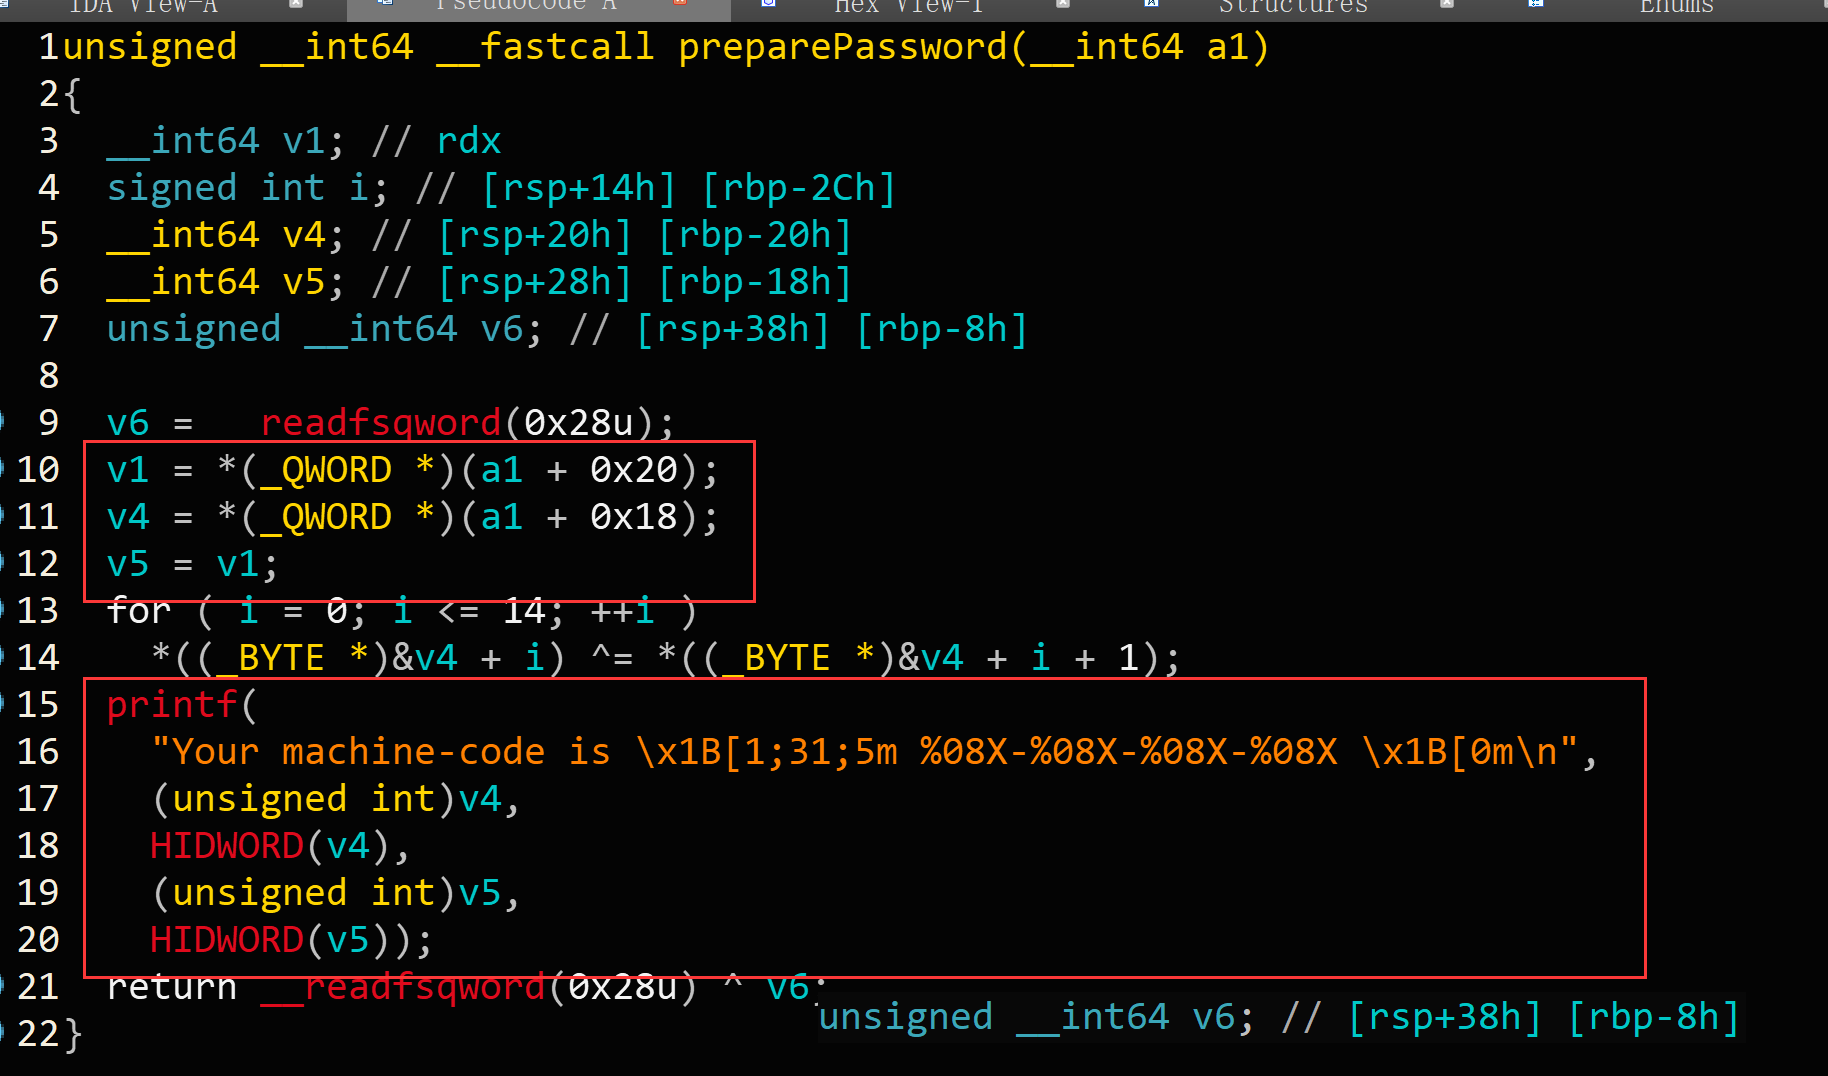 IDA View-A Pseudocode A Hex View-1 Structures Enums
1 unsigned __int64 __fastcall preparePassword(__int64 a1)
2 {
3   __int64 v1; // rdx
4   signed int i; // [rsp+14h] [rbp-2Ch]
5   __int64 v4; // [rsp+20h] [rbp-20h]
6   __int64 v5; // [rsp+28h] [rbp-18h]
7   unsigned __int64 v6; // [rsp+38h] [rbp-8h]
8
9   v6 = readfsqword(0x28u);
10   v1 = *(_QWORD *)(a1 + 0x20);
11   v4 = *(_QWORD *)(a1 + 0x18);
12   v5 = v1;
13   for ( i = 0; i <= 14; ++i )
14     *((_BYTE *)&v4 + i) ^= *((_BYTE *)&v4 + i + 1);
15   printf(
16     "Your machine-code is \x1B[1;31;5m %08X-%08X-%08X-%08X \x1B[0m\n",
17     (unsigned int)v4,
18     HIDWORD(v4),
19     (unsigned int)v5,
20     HIDWORD(v5));
21   return __readfsqword(0x28u) ^ v6;
unsigned __int64 v6; // [rsp+38h] [rbp-8h]
22 }